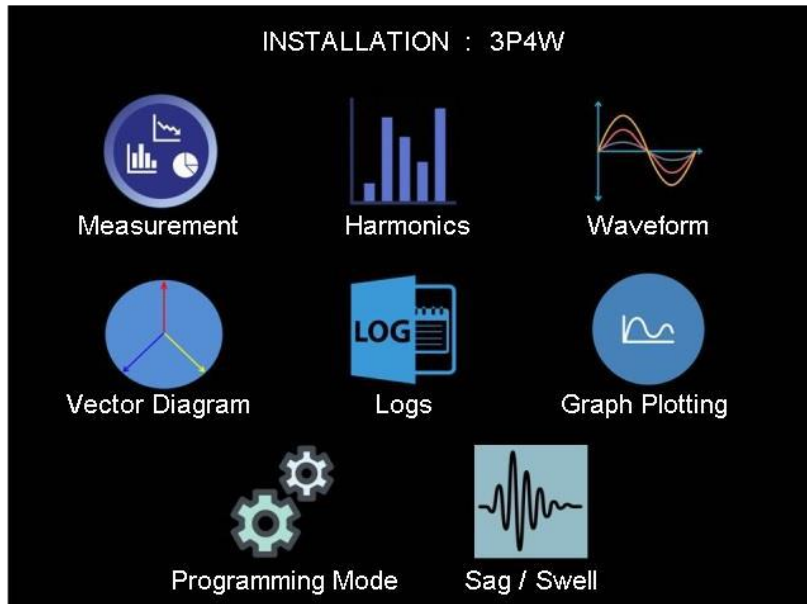 INSTALLATION : 3P4W
Measurement Harmonics Waveform
LOG
Vector Diagram Logs Graph Plotting
Programming Mode Sag / Swell